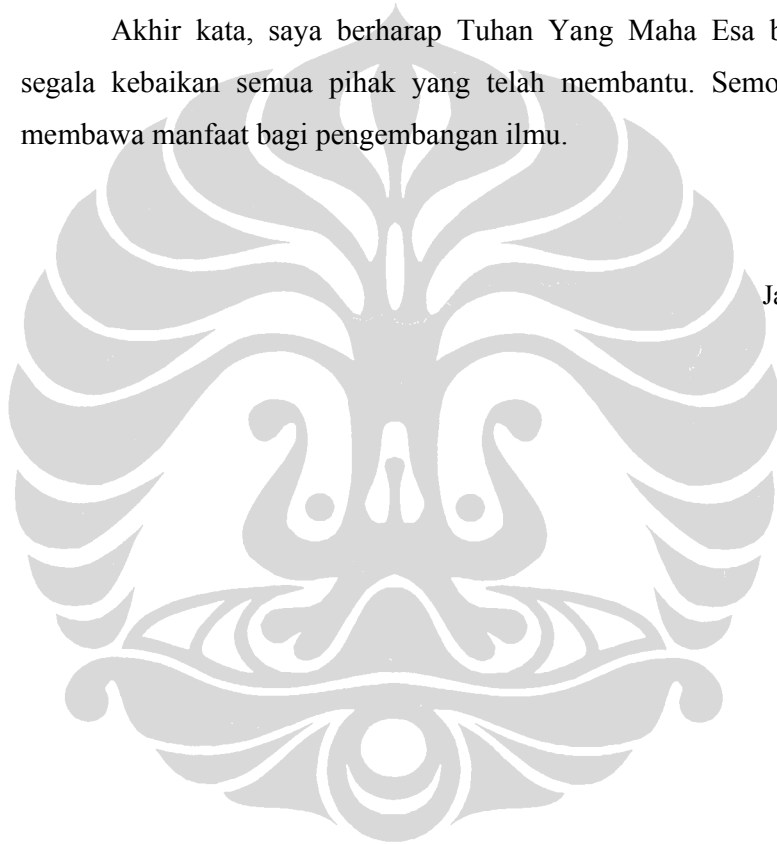 Akhir kata, saya berharap Tuhan Yang Maha Esa
segala kebaikan semua pihak yang telah membantu.
membawa manfaat bagi pengembangan ilmu.